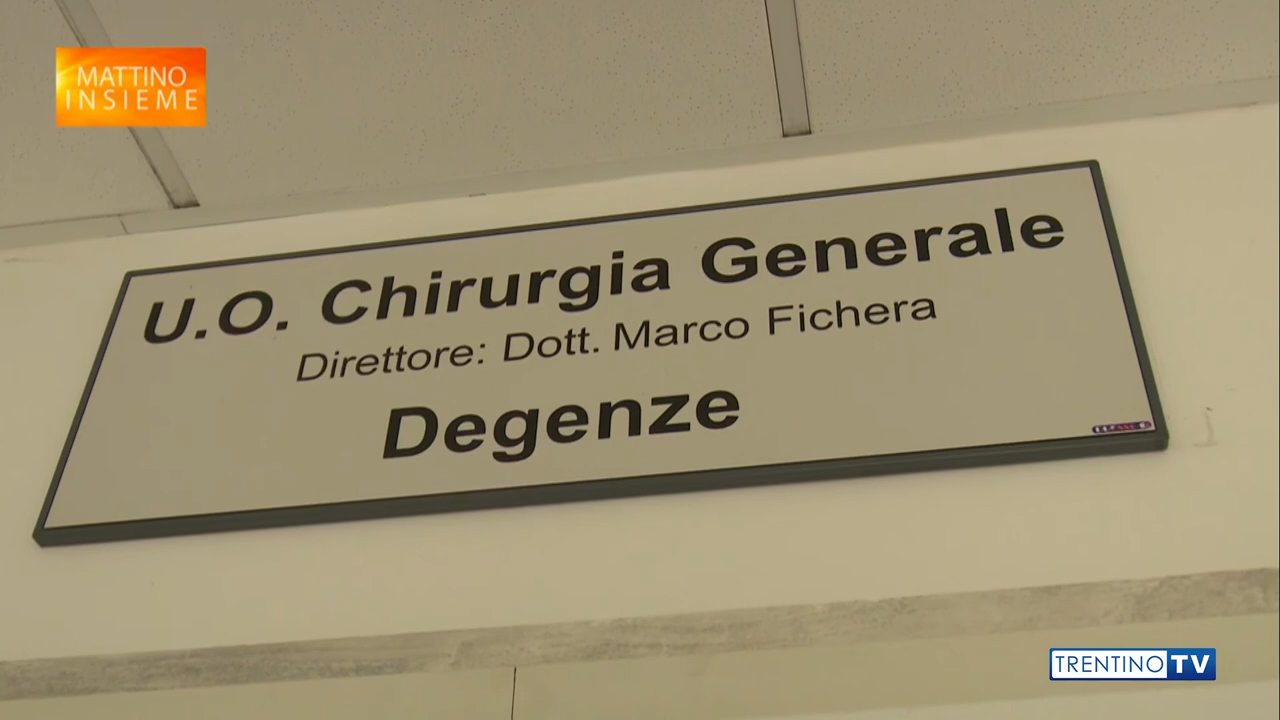 MATTINO
INSIEME
U.O. Chirurgia Generale
Direttore: Dott. Marco Fichera
Degenze
TRENTINO TV